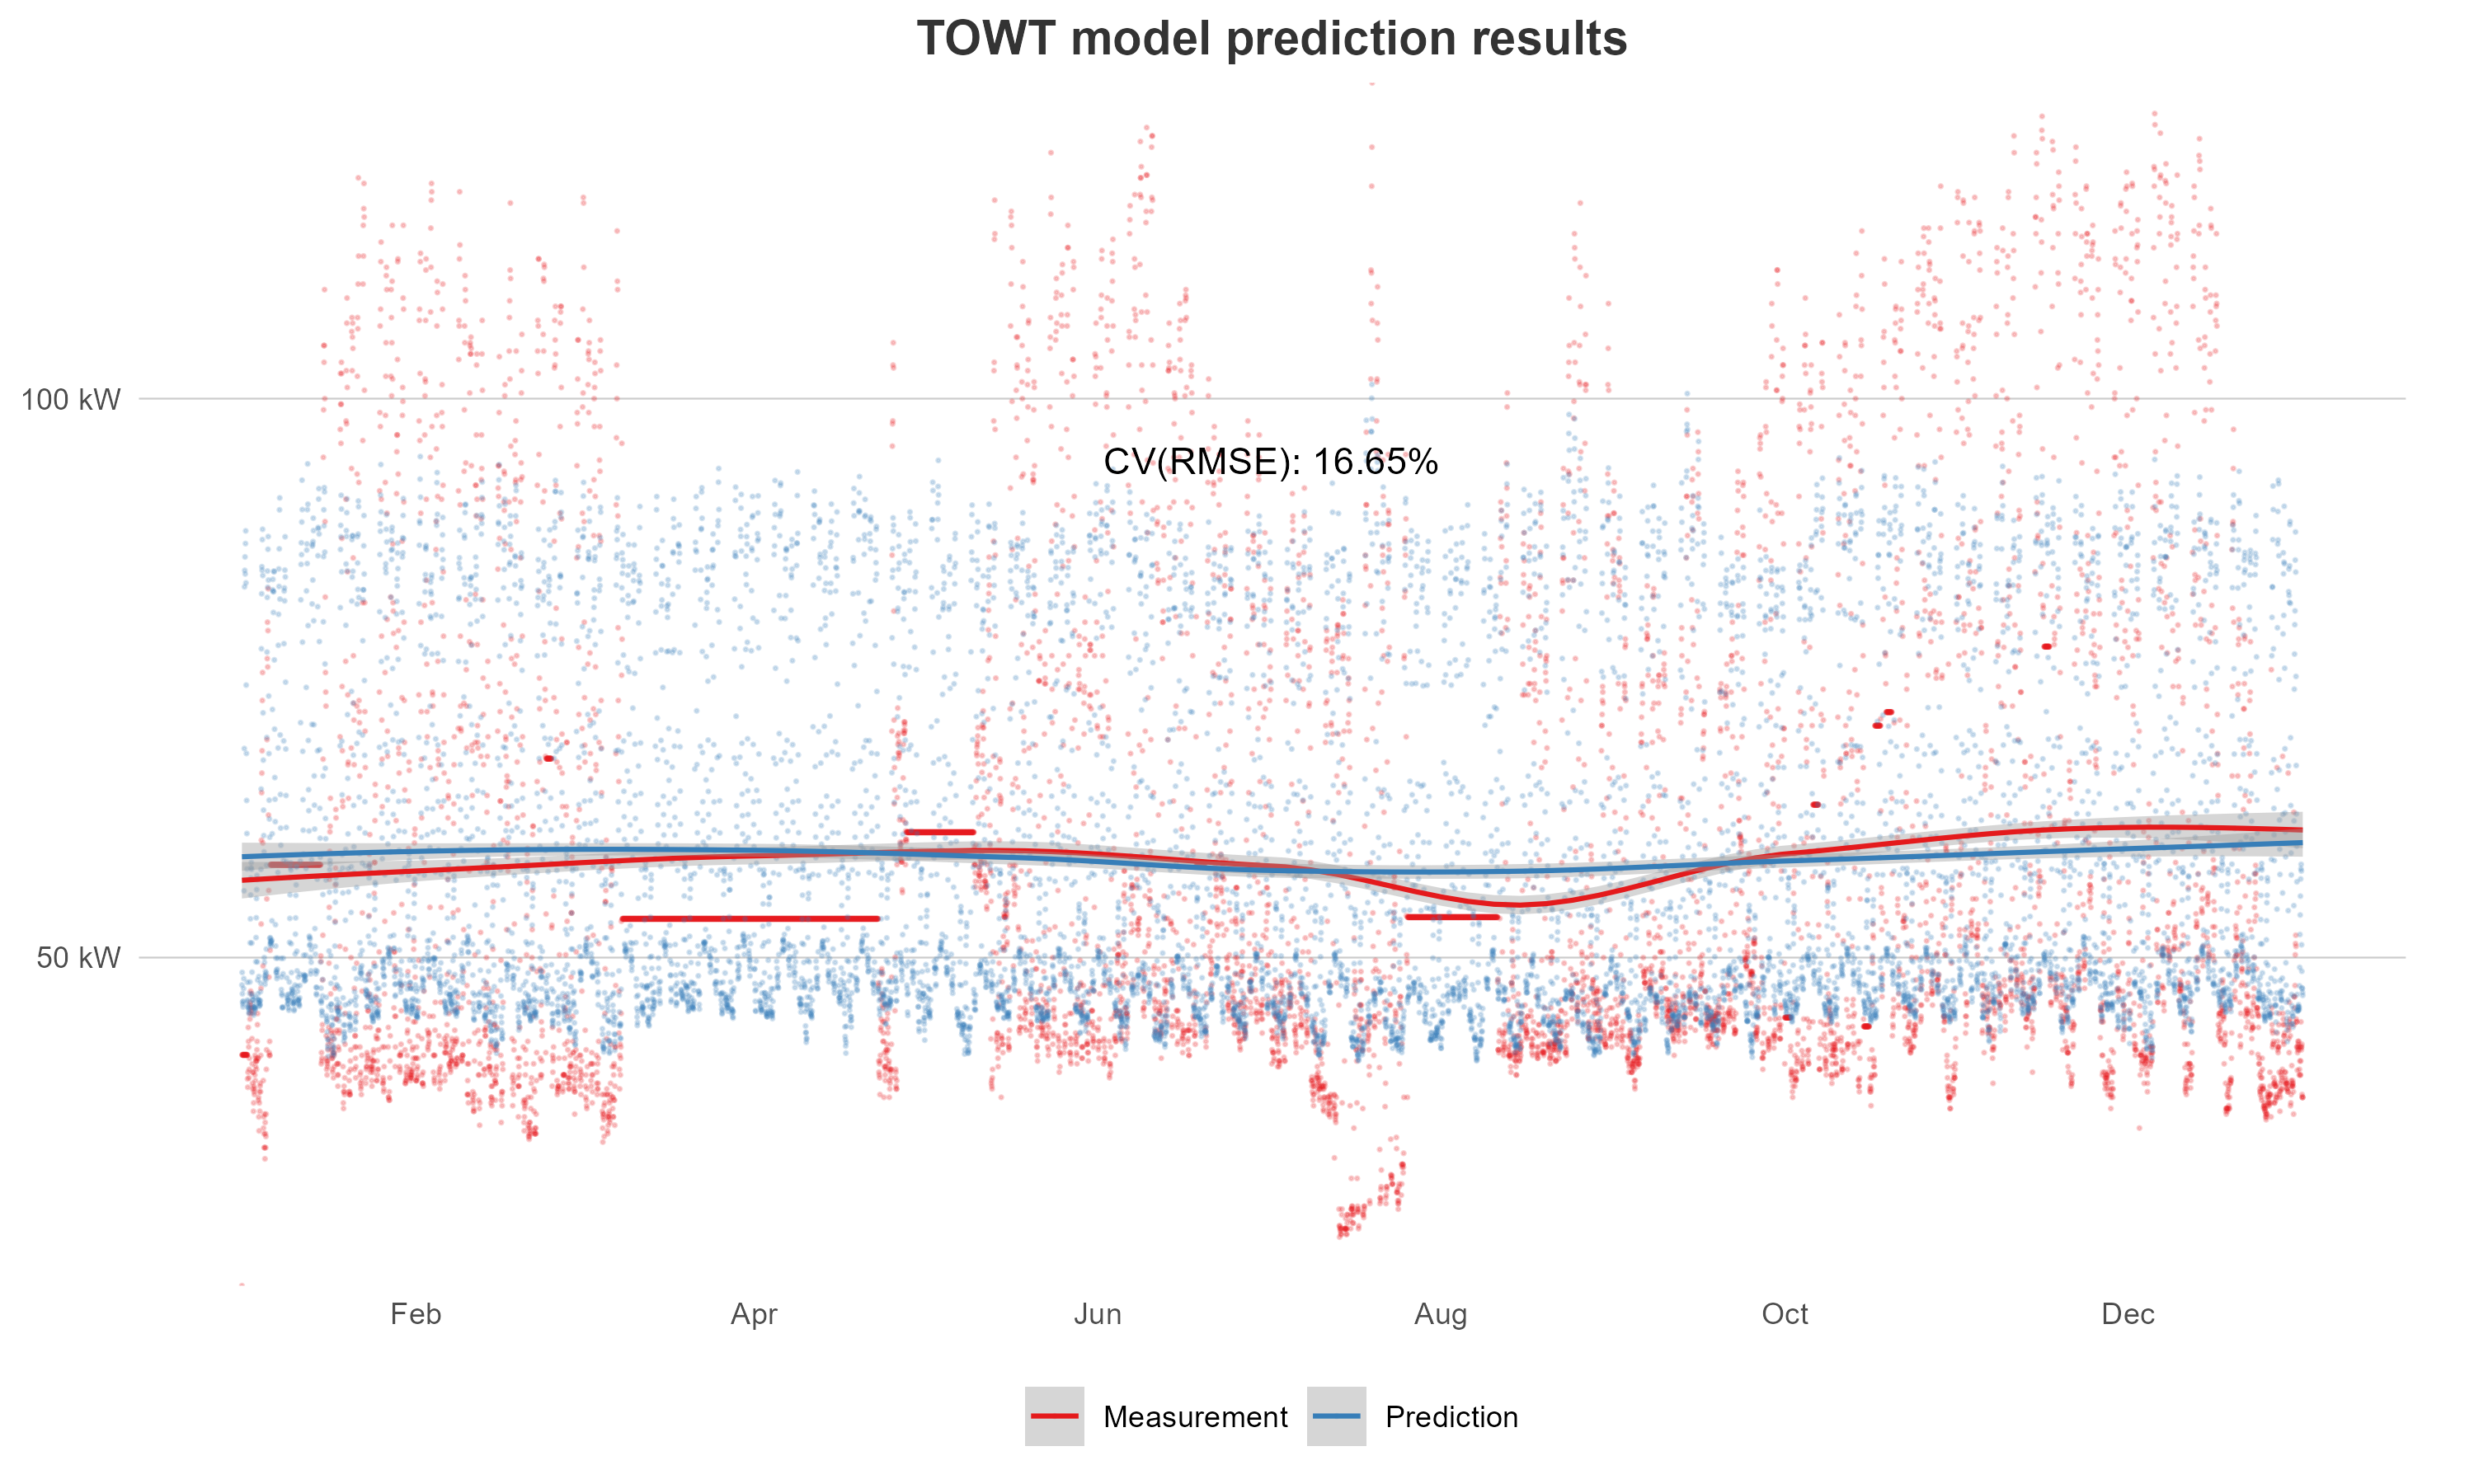 TOWT model prediction results
100 kW
CV(RMSE): 16.65%
50 kW
Feb Apr Jun Aug Oct Dec
Measurement Prediction